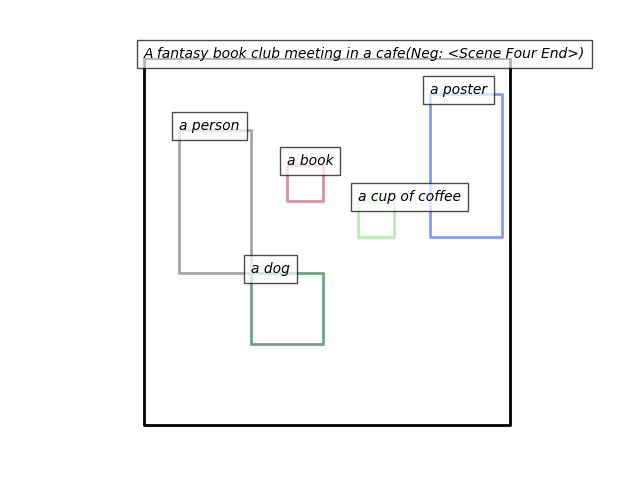 A fantasy book club meeting in a cafe(Neg: <Scene Four End>)
a poster
a person
a book
a cup of coffee
a dog